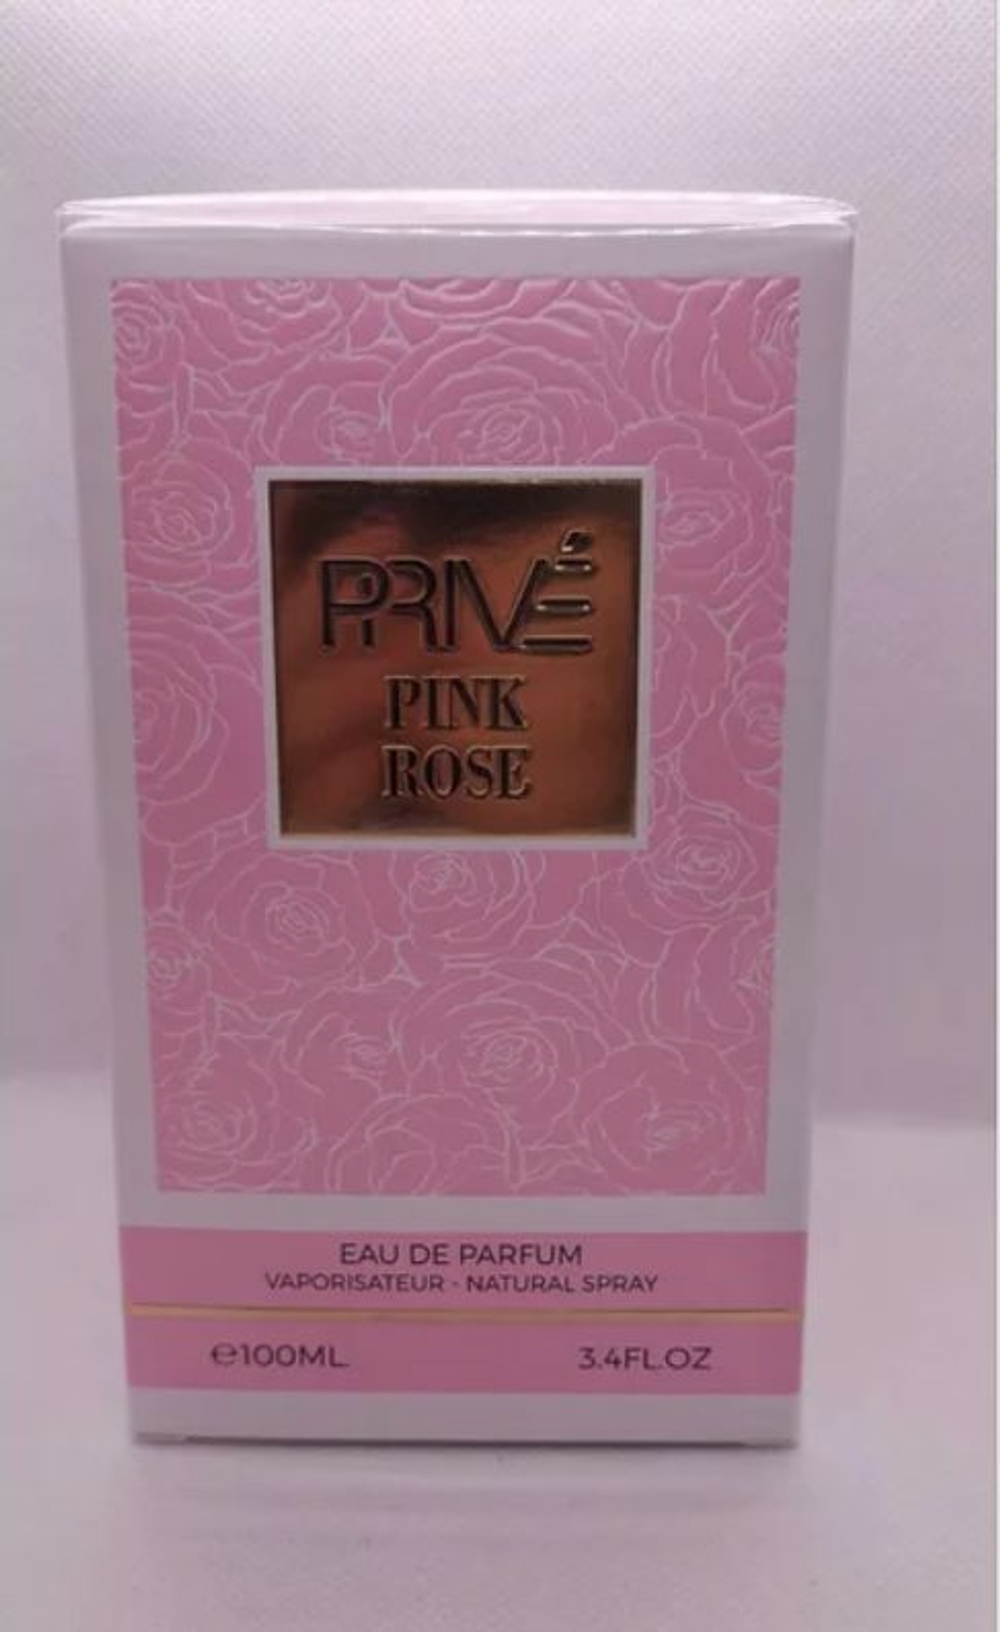 PRIVÉ
PINK
ROSE
EAU DE PARFUM
VAPORISATEUR - NATURAL SPRAY
℮100ML
3.4FL.OZ